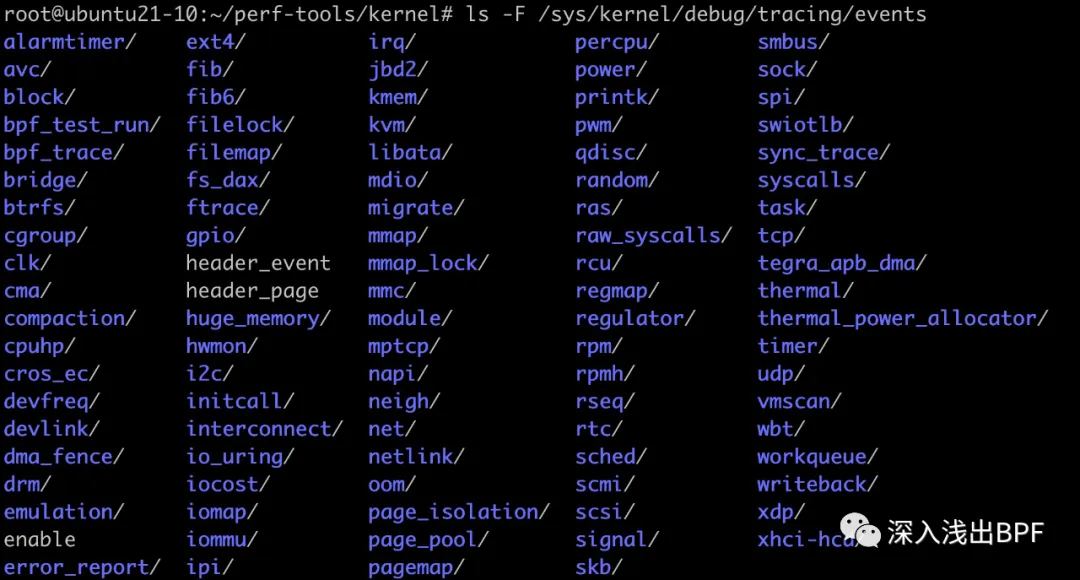 root@ubuntu21-10:~/perf-tools/kernel# ls -F /sys/kernel/debug/tracing/events
alarmtimer/ ext4/ irq/ percpu/ smbus/
avc/ fib/ jbd2/ power/ sock/
block/ fib6/ kmem/ printk/ spi/
bpf_test_run/ filelock/ kvm/ pwm/ swiotlb/
bpf_trace/ filemap/ libata/ qdisc/ sync_trace/
bridge/ fs_dax/ mdio/ random/ syscalls/
btrfs/ ftrace/ migrate/ ras/ task/
cgroup/ gpio/ mmap/ raw_syscalls/ tcp/
clk/ header_event mmap_lock/ rcu/ tegra_apb_dma/
cma/ header_page mmc/ regmap/ thermal/
compaction/ huge_memory/ module/ regulator/ thermal_power_allocator/
cpuhp/ hwmon/ mptcp/ rpm/ timer/
cros_ec/ i2c/ napi/ rpmh/ udp/
devfreq/ initcall/ neigh/ rseq/ vmscan/
devlink/ interconnect/ net/ rtc/ wbt/
dma_fence/ io_uring/ netlink/ sched/ workqueue/
drm/ iocost/ oom/ scmi/ writeback/
emulation/ iomap/ page_isolation/ scsi/ xdp/
enable iommu/ page_pool/ signal/ xhci-hcd/
error_report/ ipi/ pagemap/ skb/
深入浅出BPF